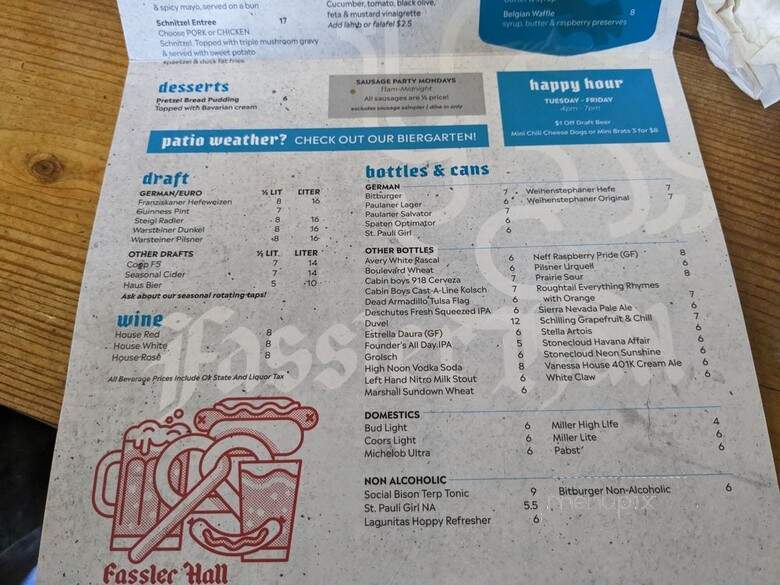 & spicy mayo, served on a bun
Schnitzel Entree 17
Choose PORK or CHICKEN
Schnitzel Topped with triple mushroom gravy
& served with sweet potato
spaetzel & duck fat fries
Cucumber, tomato, black olive,
feta & mustard vinaigrette
Add lamb or falafel $2.5
Belgian Waffle 8
syrup, butter & raspberry preserves
desserts
Pretzel Bread Pudding 6
Topped with Bavarian cream
SAUSAGE PARTY MONDAYS
11am-Midnight
All sausages are ½ price!
excludes sausage sampler | dine in only
happy hour
TUESDAY - FRIDAY
4pm - 7pm
$1 Off Draft Beer
Mini Chili Cheese Dogs or Mini Brats 3 for $8
patio weather? CHECK OUT OUR BIERGARTEN!
draft
GERMAN/EURO ½ LIT LITER
Franziskaner Hefeweizen 8 16
Guinness Pint 7
Steigl Radler 8 16
Warsteiner Dunkel 8 16
Warsteiner Pilsner 8 16
OTHER DRAFTS ½ LIT. LITER
Coop F5 7 14
Seasonal Cider 7 14
Haus Bier 5 10
Ask about our seasonal rotating taps!
wine
House Red 8
House White 8
House Rosé 8
All Beverage Prices Include Ok State And Liquor Tax
Fassler Hall
bottles & cans
GERMAN
Bitburger 7
Paulaner Lager 6
Paulaner Salvator 7
Spaten Optimator 6
St. Pauli Girl 6
Weihenstephaner Hefe 7
Weihenstephaner Original 7
OTHER BOTTLES
Avery White Rascal 6
Boulevard Wheat 6
Cabin boys 918 Cerveza 7
Cabin Boys Cast-A-Line Kolsch 7
Dead Armadillo Tulsa Flag 6
Deschutes Fresh Squeezed IPA 6
Duvel 12
Estrella Daura (GF) 6
Founder's All Day IPA 5
Grolsch 6
High Noon Vodka Soda 8
Left Hand Nitro Milk Stout 6
Marshall Sundown Wheat 6
Neff Raspberry Pride (GF) 8
Pilsner Urquell 6
Prairie Sour 8
Roughtail Everything Rhymes
with Orange 7
Sierra Nevada Pale Ale 6
Schilling Grapefruit & Chill 7
Stella Artois 6
Stonecloud Havana Affair 6
Stonecloud Neon Sunshine 6
Vanessa House 401K Cream Ale 6
White Claw 6
DOMESTICS
Bud Light 6
Coors Light 6
Michelob Ultra 6
Miller High Life 4
Miller Lite 6
Pabst 6
NON ALCOHOLIC
Social Bison Terp Tonic 9
St. Pauli Girl NA 5.5
Lagunitas Hoppy Refresher 6
Bitburger Non-Alcoholic 6
menupix
Fassler Hall